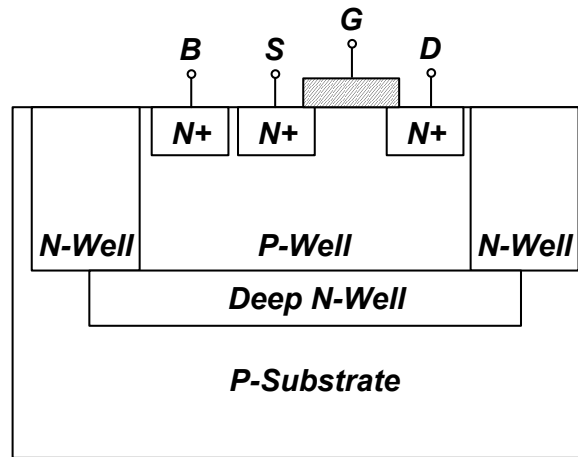 G
B S D
N+ N+ N+
N-Well P-Well N-Well
Deep N-Well
P-Substrate